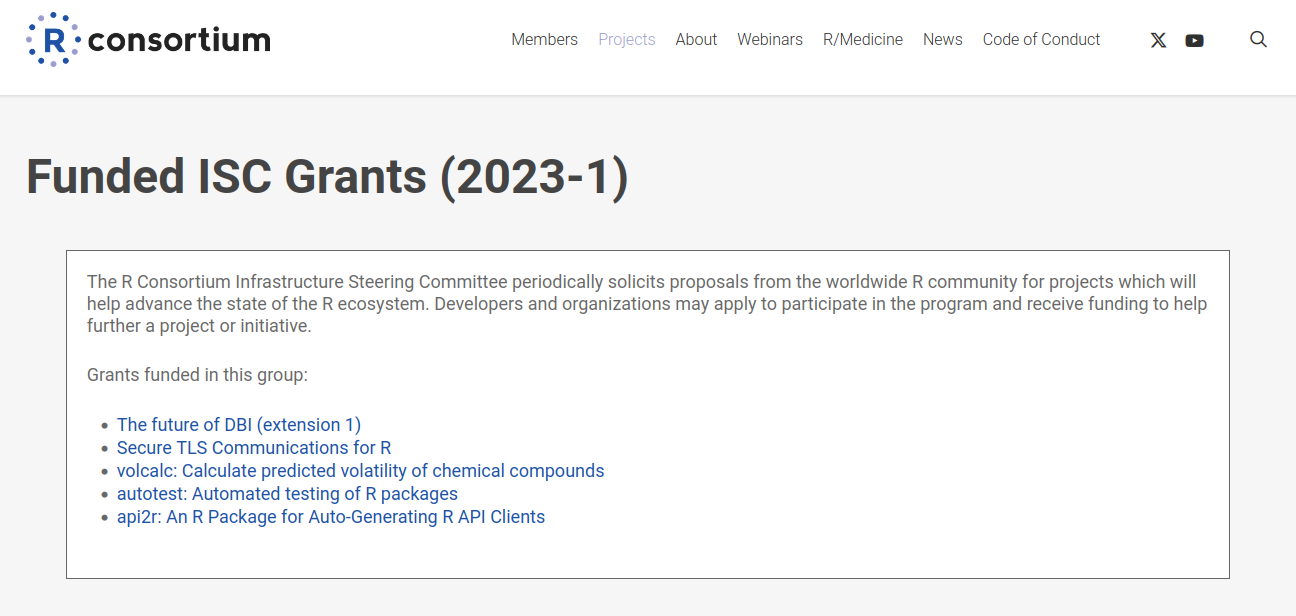 R consortium
Members Projects About Webinars R/Medicine News Code of Conduct
Funded ISC Grants (2023-1)
The R Consortium Infrastructure Steering Committee periodically solicits proposals from the worldwide R community for projects which will
help advance the state of the R ecosystem. Developers and organizations may apply to participate in the program and receive funding to help
further a project or initiative.
Grants funded in this group:
The future of DBI (extension 1)
Secure TLS Communications for R
volcalc: Calculate predicted volatility of chemical compounds
autotest: Automated testing of R packages
api2r: An R Package for Auto-Generating R API Clients